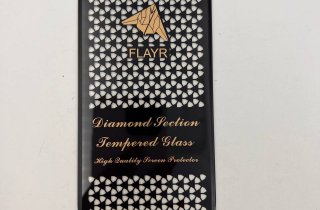 FLAYR
Diamond Section
Tempered Glass
High Quality Screen Protector